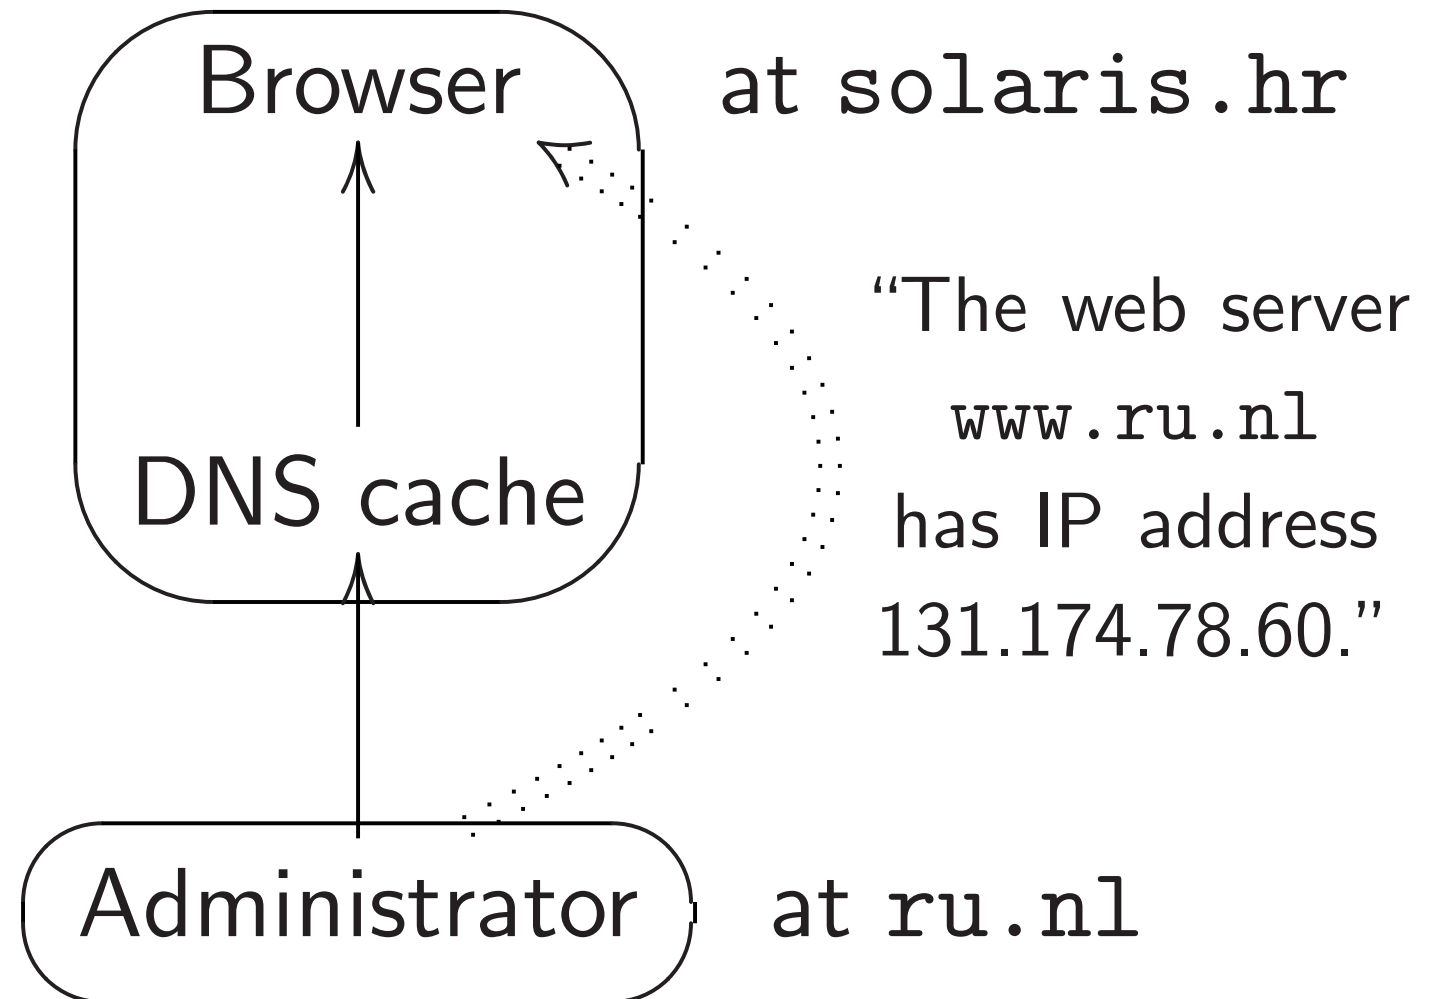 Browser at solaris.hr
“The web server
www.ru.nl
has IP address
DNS cache
131.174.78.60.”
Administrator at ru.nl